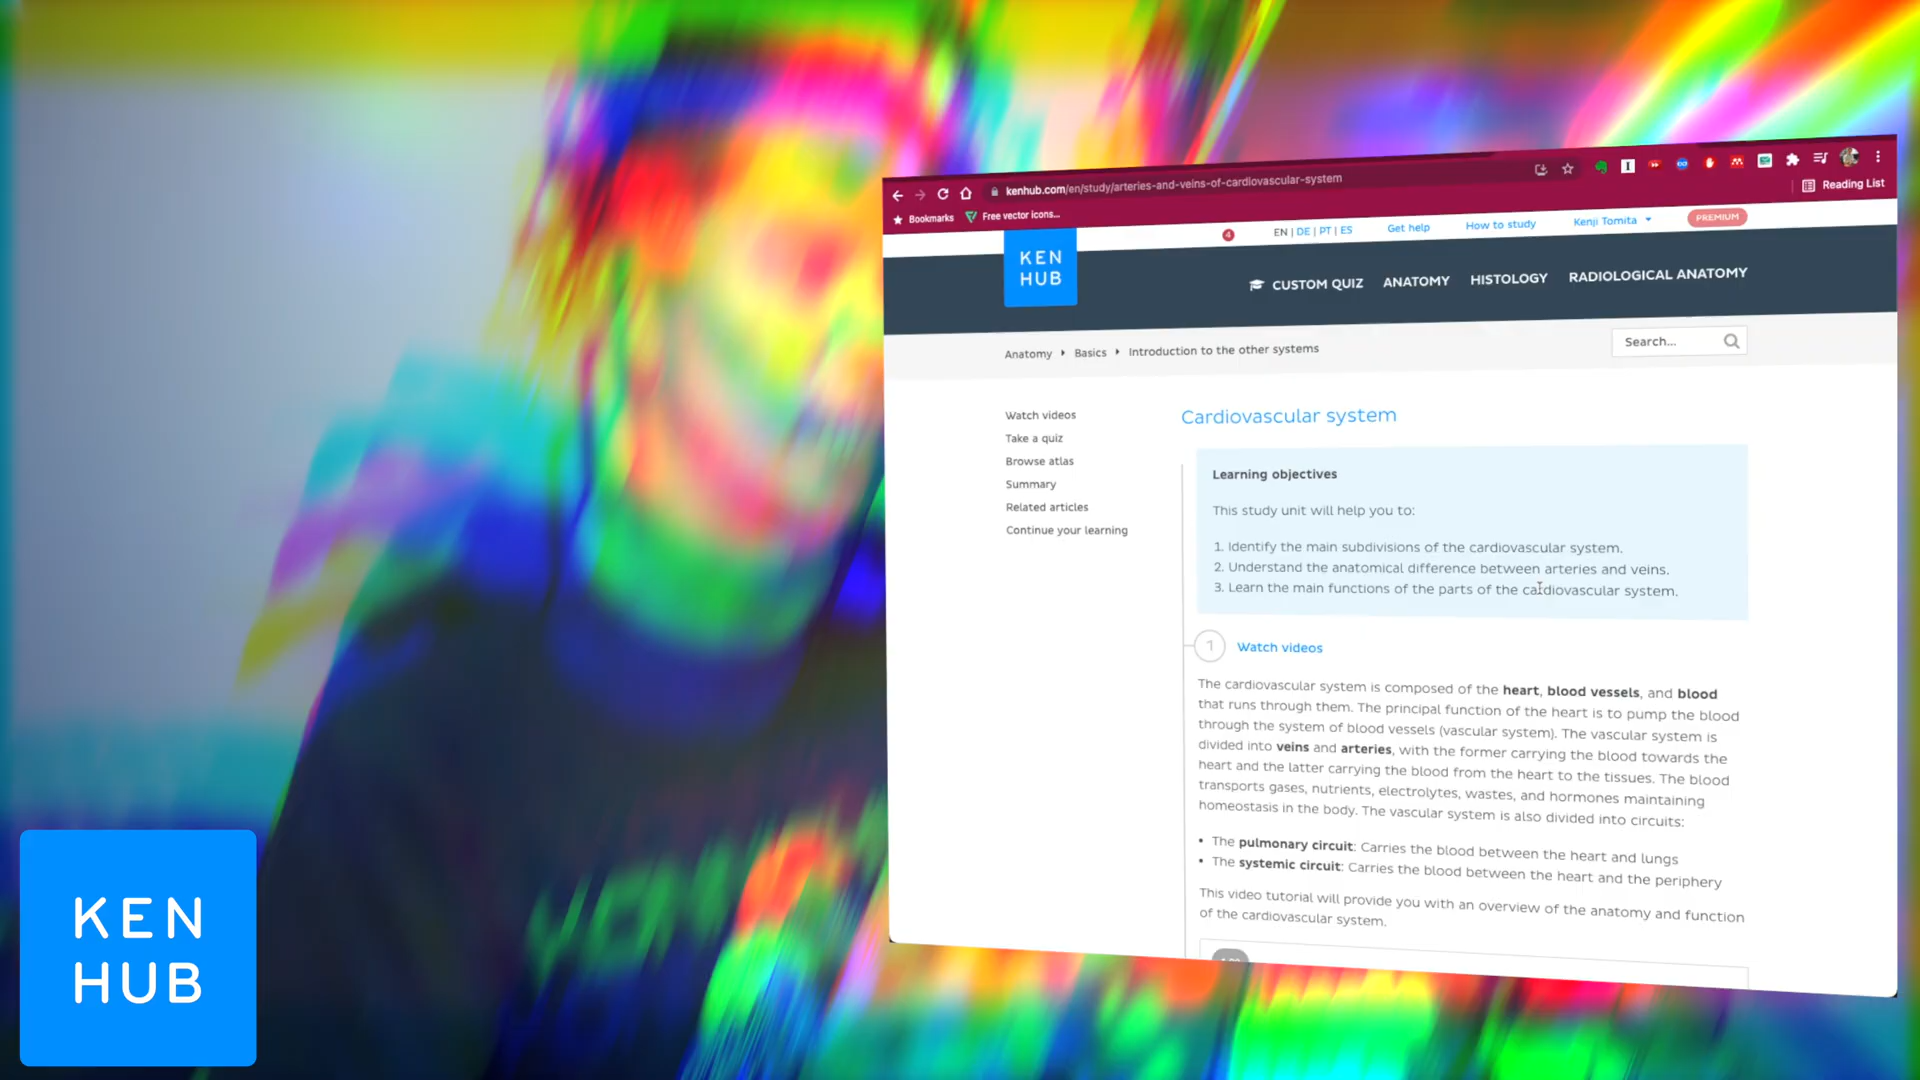 kenhub.com/en/study/arteries-and-veins-of-cardiovascular-system
Reading List
Bookmarks
Free vector icons...
4
EN | DE | PT | ES
Get help
How to study
Kenji Tomita
PREMIUM
KEN
HUB
CUSTOM QUIZ
ANATOMY
HISTOLOGY
RADIOLOGICAL ANATOMY
Anatomy
Basics
Introduction to the other systems
Search...
Watch videos
Take a quiz
Browse atlas
Summary
Related articles
Continue your learning
Cardiovascular system
Learning objectives
This study unit will help you to:
1. Identify the main subdivisions of the cardiovascular system.
2. Understand the anatomical difference between arteries and veins.
3. Learn the main functions of the parts of the cardiovascular system.
1 Watch videos
The cardiovascular system is composed of the heart, blood vessels, and blood
that runs through them. The principal function of the heart is to pump the blood
through the system of blood vessels (vascular system). The vascular system is
divided into veins and arteries, with the former carrying the blood towards the
heart and the latter carrying the blood from the heart to the tissues. The blood
transports gases, nutrients, electrolytes, wastes, and hormones maintaining
homeostasis in the body. The vascular system is also divided into circuits:
• The pulmonary circuit: Carries the blood between the heart and lungs
• The systemic circuit: Carries the blood between the heart and the periphery
This video tutorial will provide you with an overview of the anatomy and function
of the cardiovascular system.
KEN
HUB